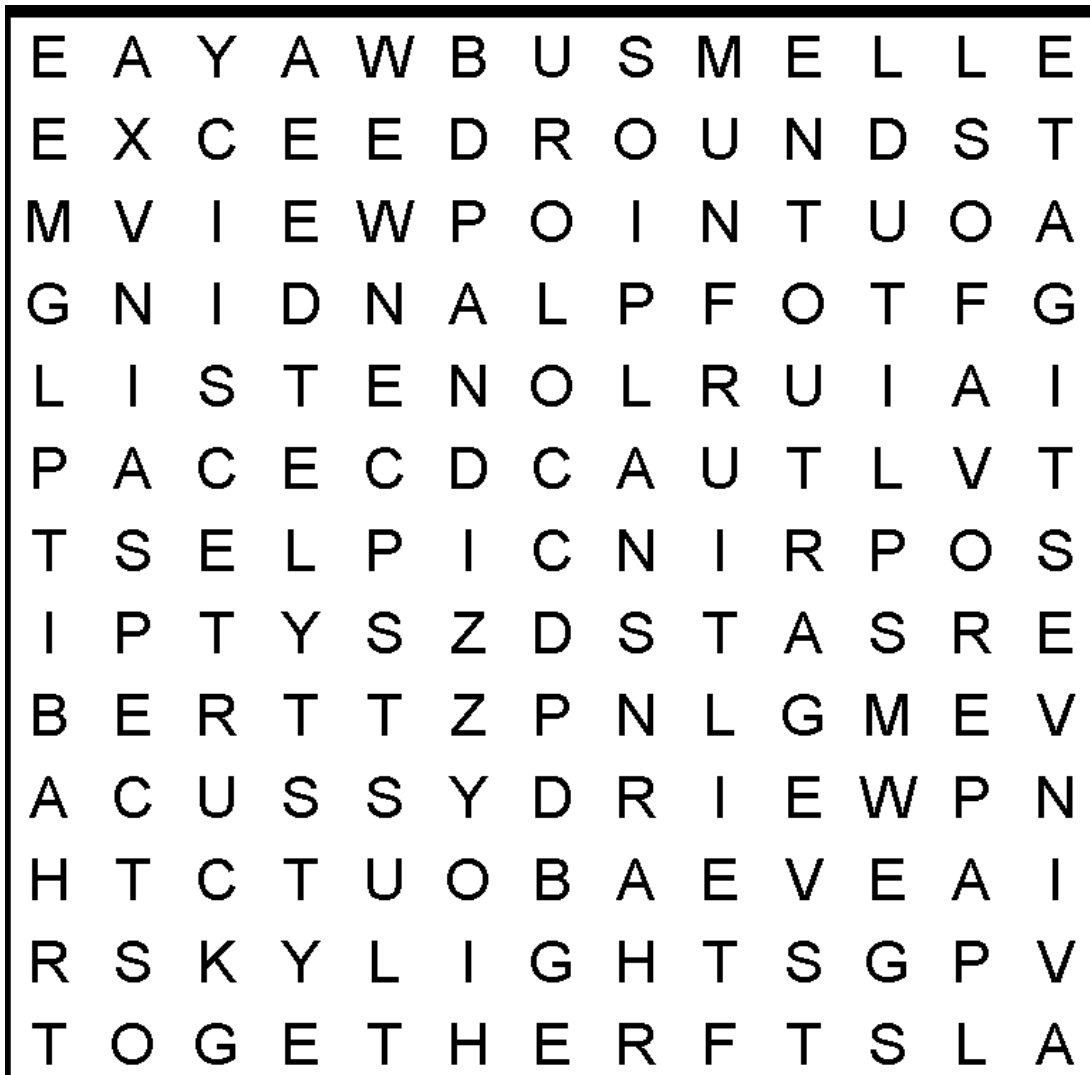 E A Y A W B U S M E L L E
E X C E E D R O U N D S T
M V I E W P O I N T U O A
G N I D N A L P F O T F G
L I S T E N O L R U I A I
P A C E C D C A U T L V T
T S E L P I C N I R P O S
I P T Y S Z D S T A S R E
B E R T T Z P N L G M E V
A C U S S Y D R I E W P N
H T C T U O B A E V E A I
R S K Y L I G H T S G P V
T O G E T H E R F T S L A